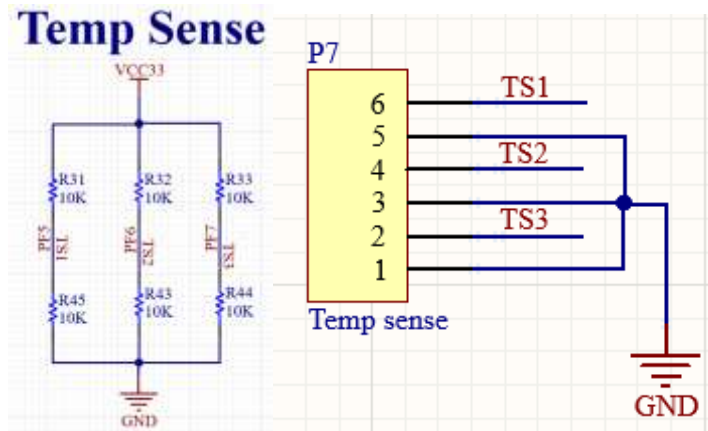 Temp Sense
VCC33
R31
10K
R32
10K
R33
10K
PF5
TS1
PF6
TS2
PF7
TS3
R45
10K
R43
10K
R44
10K
GND
P7
6
TS1
5
4
TS2
3
2
TS3
1
Temp sense
GND